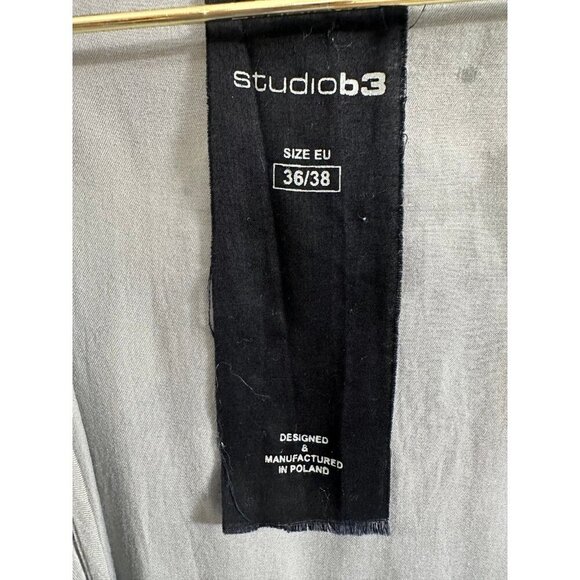 studiob3
SIZE EU
36/38
DESIGNED
&
MANUFACTURED
IN POLAND